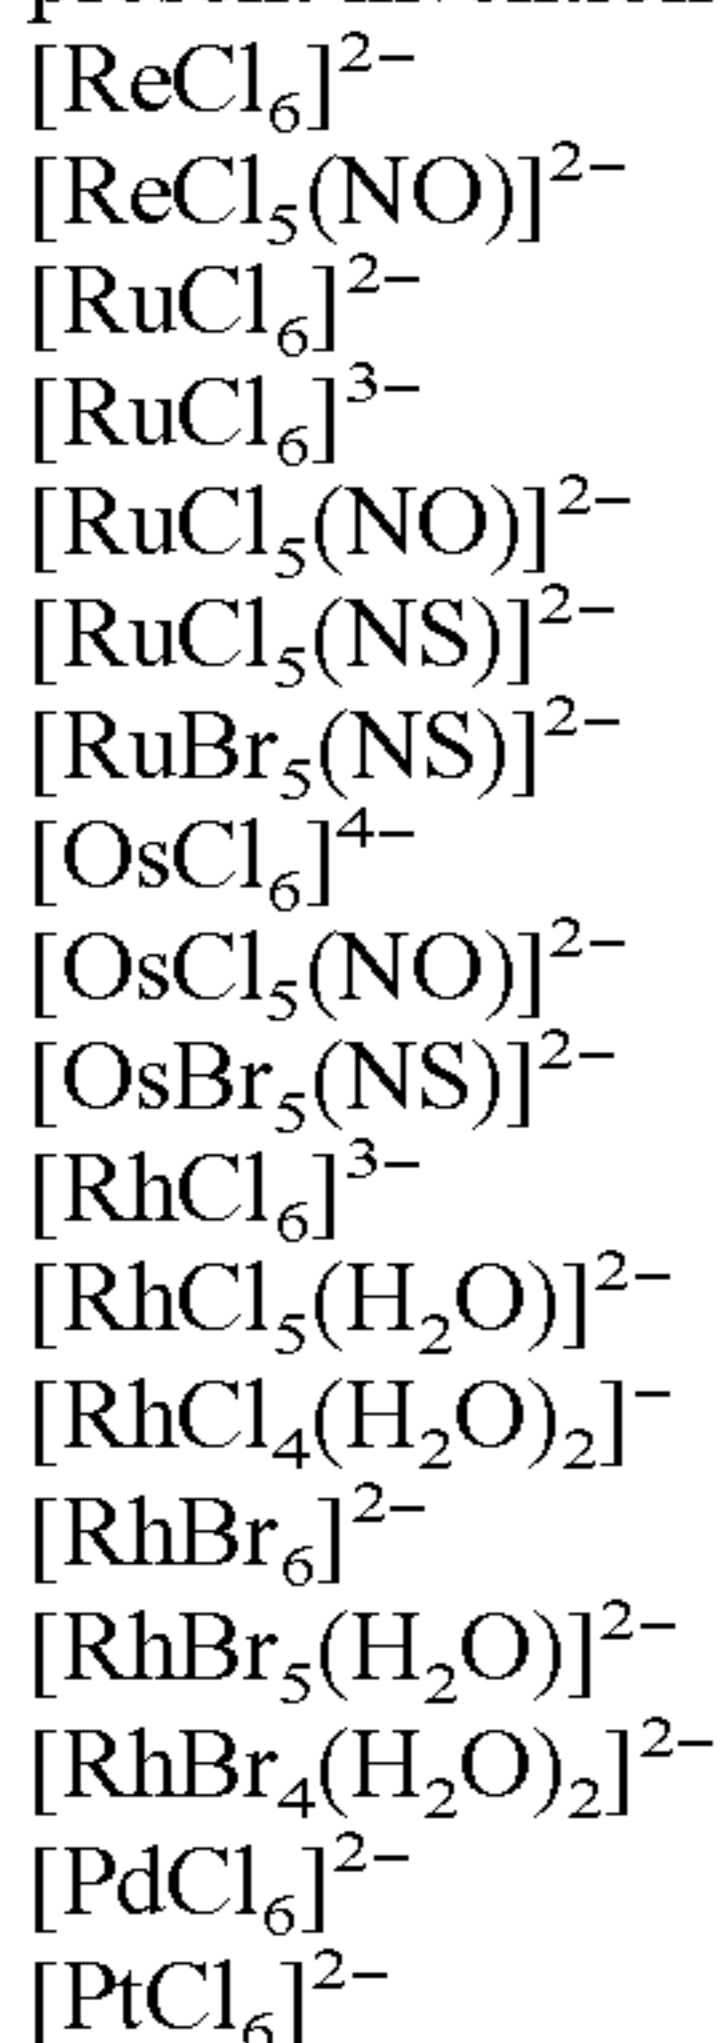 [ReCl₆]²⁻
[ReCl₅(NO)]²⁻
[RuCl₆]²⁻
[RuCl₆]³⁻
[RuCl₅(NO)]²⁻
[RuCl₅(NS)]²⁻
[RuBr₅(NS)]²⁻
[OsCl₆]⁴⁻
[OsCl₅(NO)]²⁻
[OsBr₅(NS)]²⁻
[RhCl₆]³⁻
[RhCl₅(H₂O)]²⁻
[RhCl₄(H₂O)₂]⁻
[RhBr₆]²⁻
[RhBr₅(H₂O)]²⁻
[RhBr₄(H₂O)₂]²⁻
[PdCl₆]²⁻
[PtCl₆]²⁻